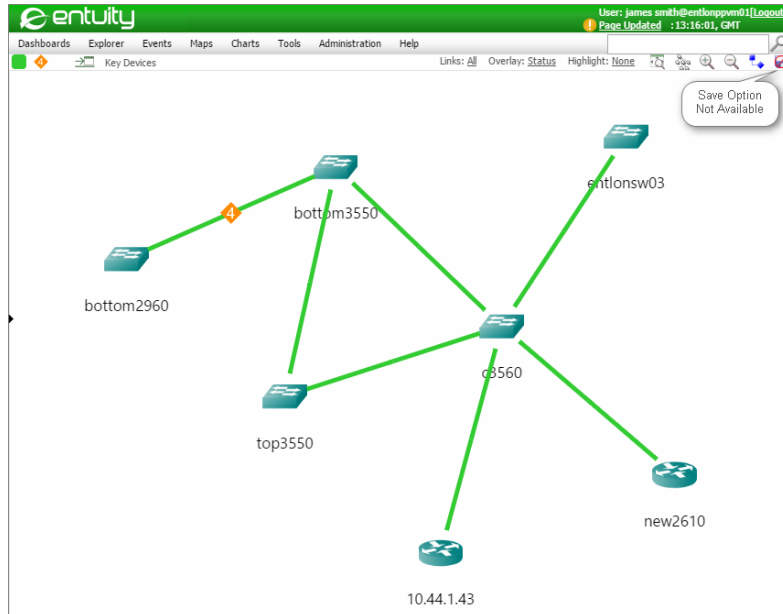 entuity
User: james smith@entlonppvm01[Logout
! Page Updated :13:16:01, GMT
Dashboards Explorer Events Maps Charts Tools Administration Help
4 Key Devices Links: All Overlay: Status Highlight: None
Save Option
Not Available
entlonsw03
bottom3550
4
bottom2960
c3560
top3550
new2610
10.44.1.43